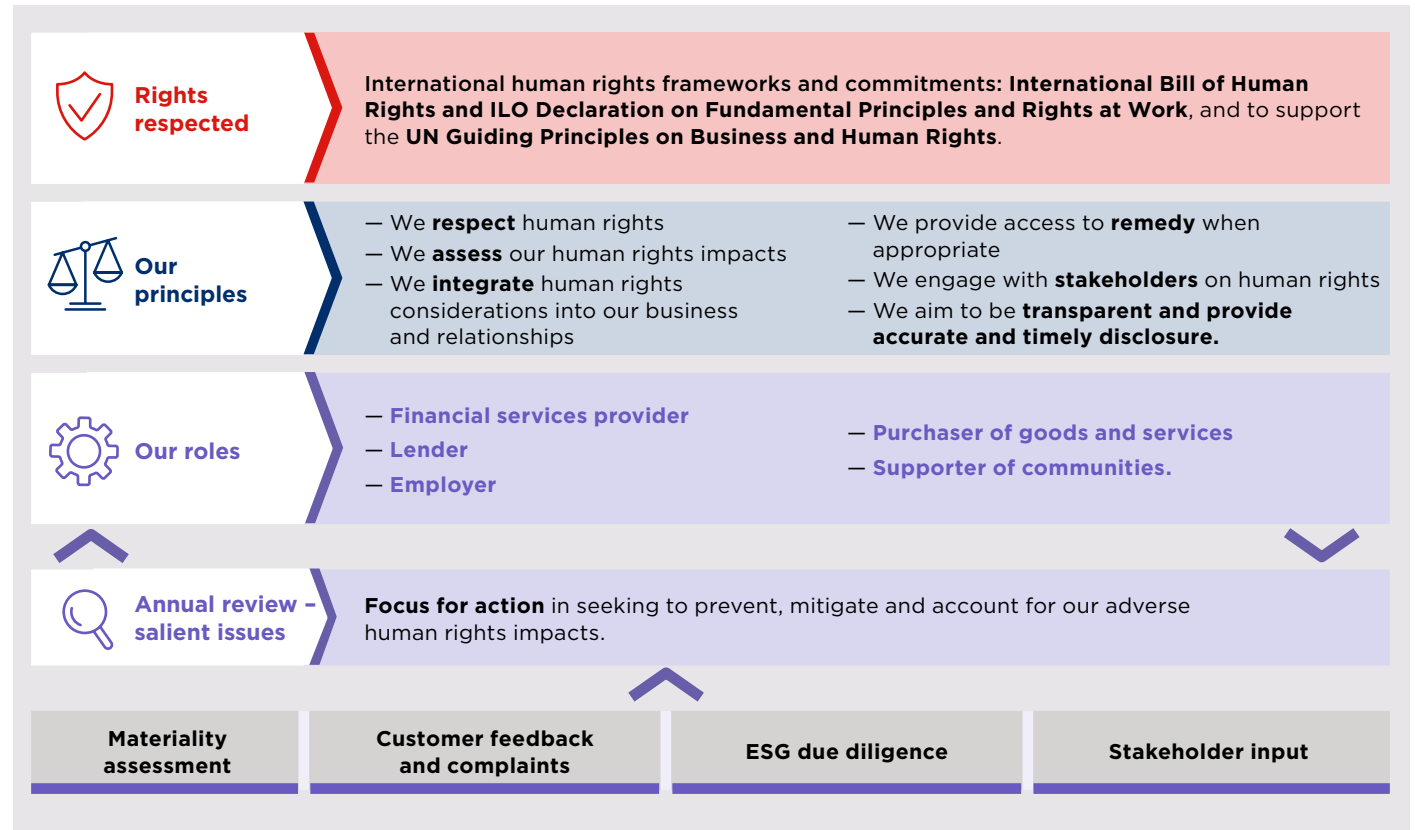 Rights
respected
International human rights frameworks and commitments: International Bill of Human
Rights and ILO Declaration on Fundamental Principles and Rights at Work, and to support
the UN Guiding Principles on Business and Human Rights.
Our
principles
— We respect human rights
— We assess our human rights impacts
— We integrate human rights
considerations into our business
and relationships
— We provide access to remedy when
appropriate
— We engage with stakeholders on human rights
— We aim to be transparent and provide
accurate and timely disclosure.
Our roles
— Financial services provider
— Lender
— Employer
— Purchaser of goods and services
— Supporter of communities.
Annual review –
salient issues
Focus for action in seeking to prevent, mitigate and account for our adverse
human rights impacts.
Materiality
assessment
Customer feedback
and complaints
ESG due diligence
Stakeholder input